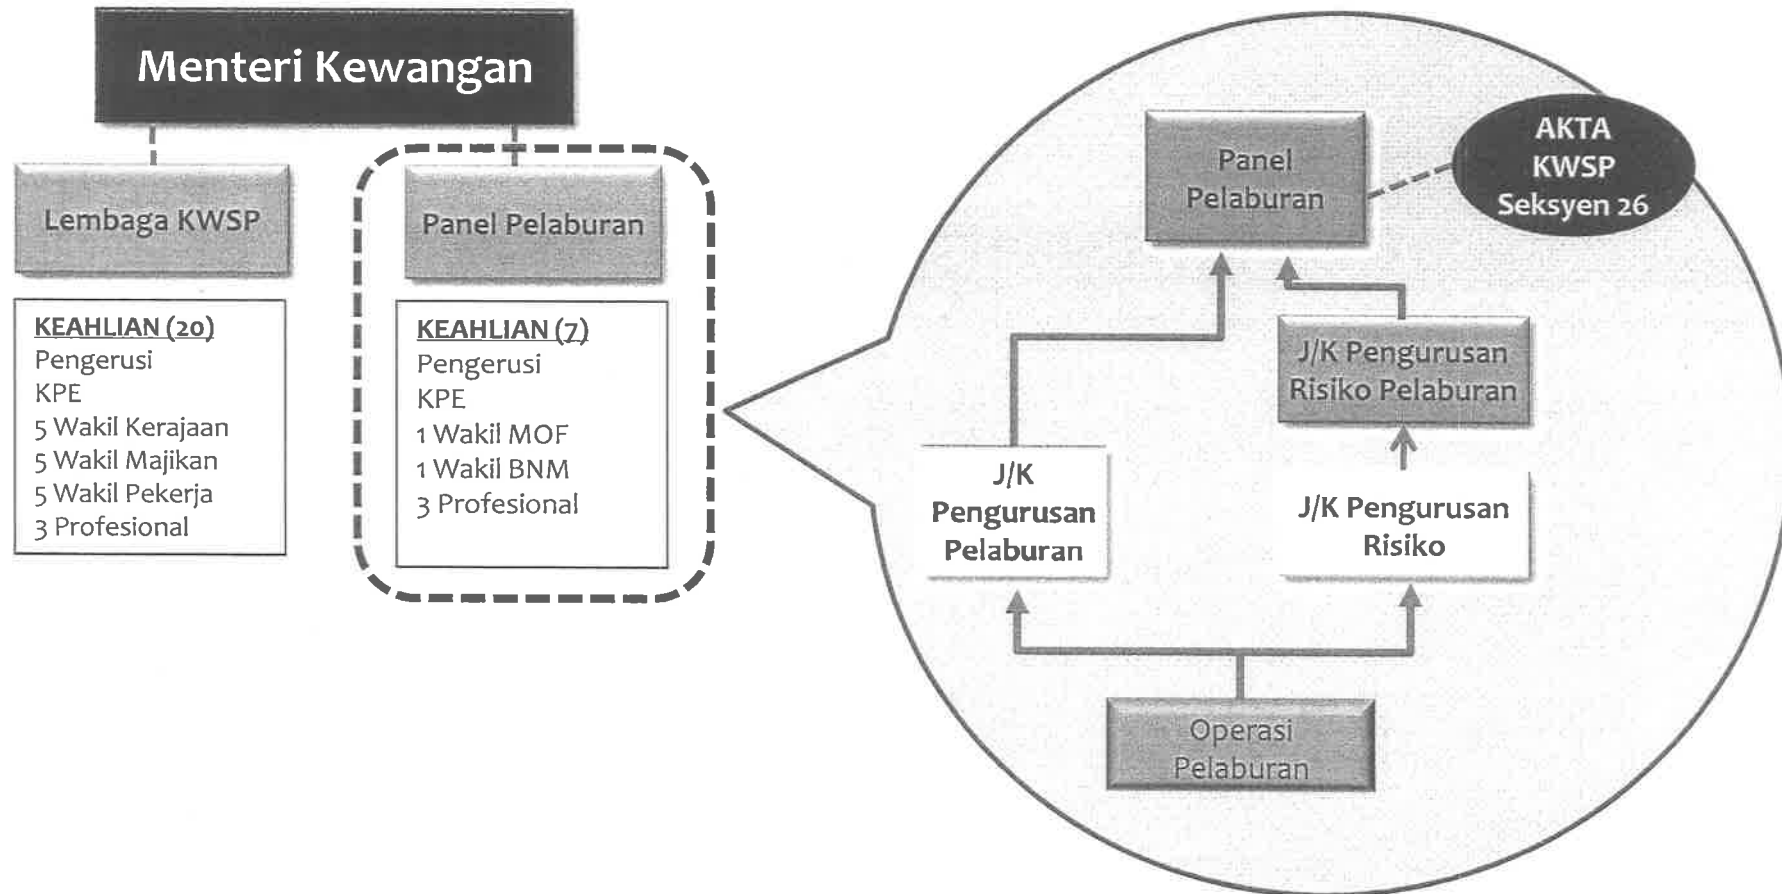 Menteri Kewangan
Lembaga KWSP
KEAHLIAN (20)
Pengerusi
KPE
5 Wakil Kerajaan
5 Wakil Majikan
5 Wakil Pekerja
3 Profesional
Panel Pelaburan
KEAHLIAN (7)
Pengerusi
KPE
1 Wakil MOF
1 Wakil BNM
3 Profesional
Panel
Pelaburan
AKTA
KWSP
Seksyen 26
J/K Pengurusan
Risiko Pelaburan
J/K
Pengurusan
Pelaburan
J/K Pengurusan
Risiko
Operasi
Pelaburan